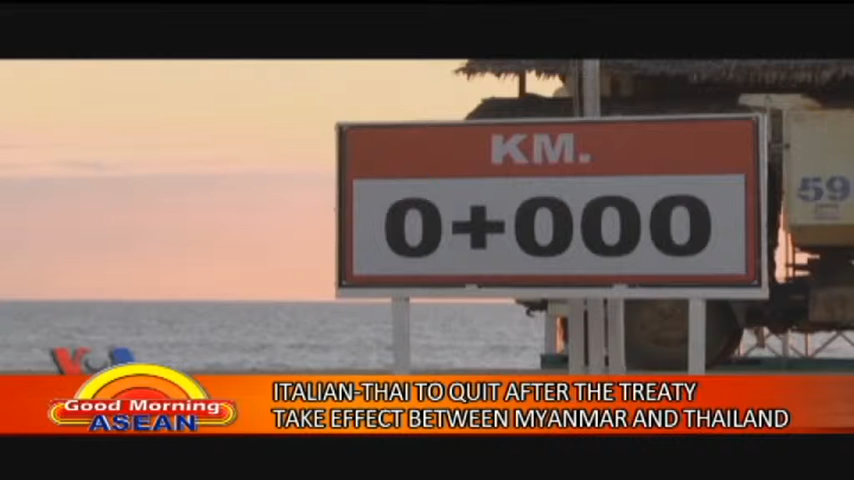 KM.
0+000
59
VOA
ITALIAN-THAI TO QUIT AFTER THE TREATY
TAKE EFFECT BETWEEN MYANMAR AND THAILAND
Good Morning
ASEAN